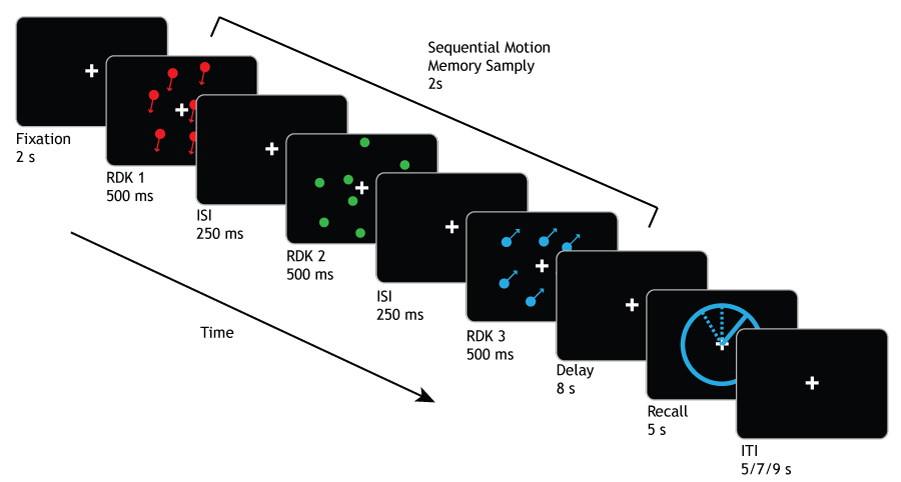 Sequential Motion
Memory Samply
2s
Fixation
2 s
RDK 1
500 ms
ISI
250 ms
RDK 2
500 ms
ISI
250 ms
RDK 3
500 ms
Time
Delay
8 s
Recall
5 s
ITI
5/7/9 s